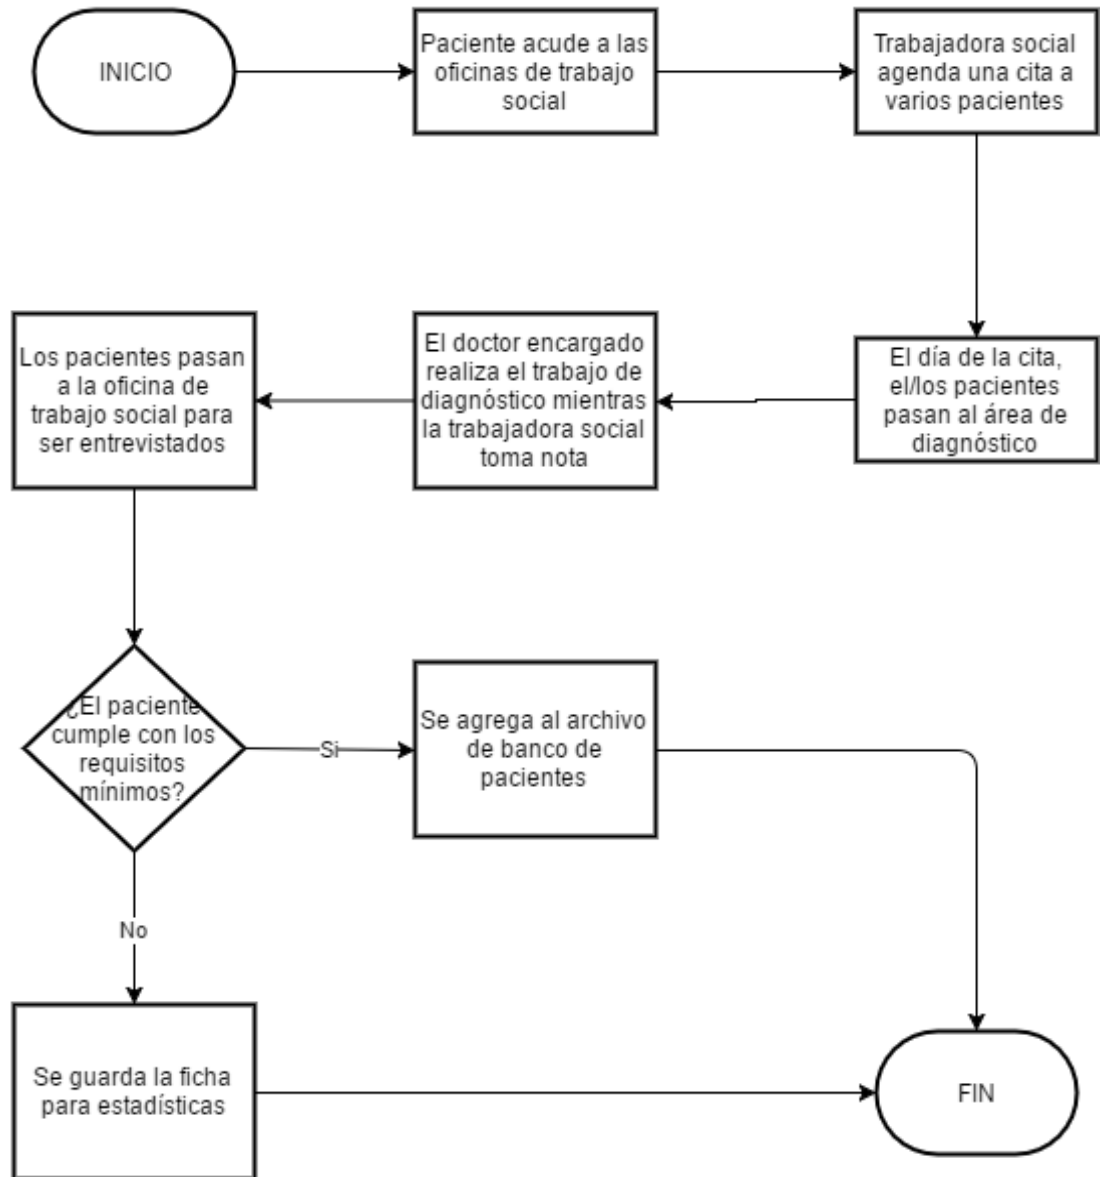 INICIO
Paciente acude a las
oficinas de trabajo
social
Trabajadora social
agenda una cita a
varios pacientes
El día de la cita,
el/los pacientes
pasan al área de
diagnóstico
El doctor encargado
realiza el trabajo de
diagnóstico mientras
la trabajadora social
toma nota
Los pacientes pasan
a la oficina de
trabajo social para
ser entrevistados
¿El paciente
cumple con los
requisitos
mínimos?
Si
Se agrega al archivo
de banco de
pacientes
No
Se guarda la ficha
para estadísticas
FIN